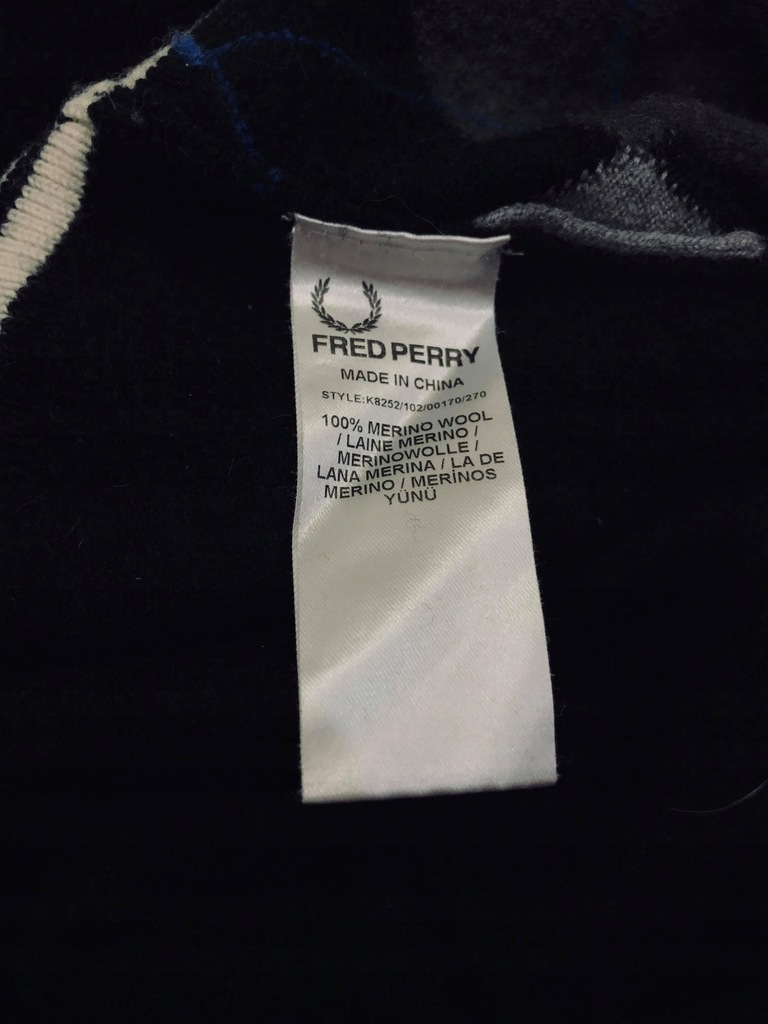 FRED PERRY
MADE IN CHINA
STYLE:K8252/102/00170/270
100% MERINO WOOL
/ LAINE MERINO /
MERINOWOLLE /
LANA MERINA / LA DE
MERINO / MERİNOS
YÜNÜ